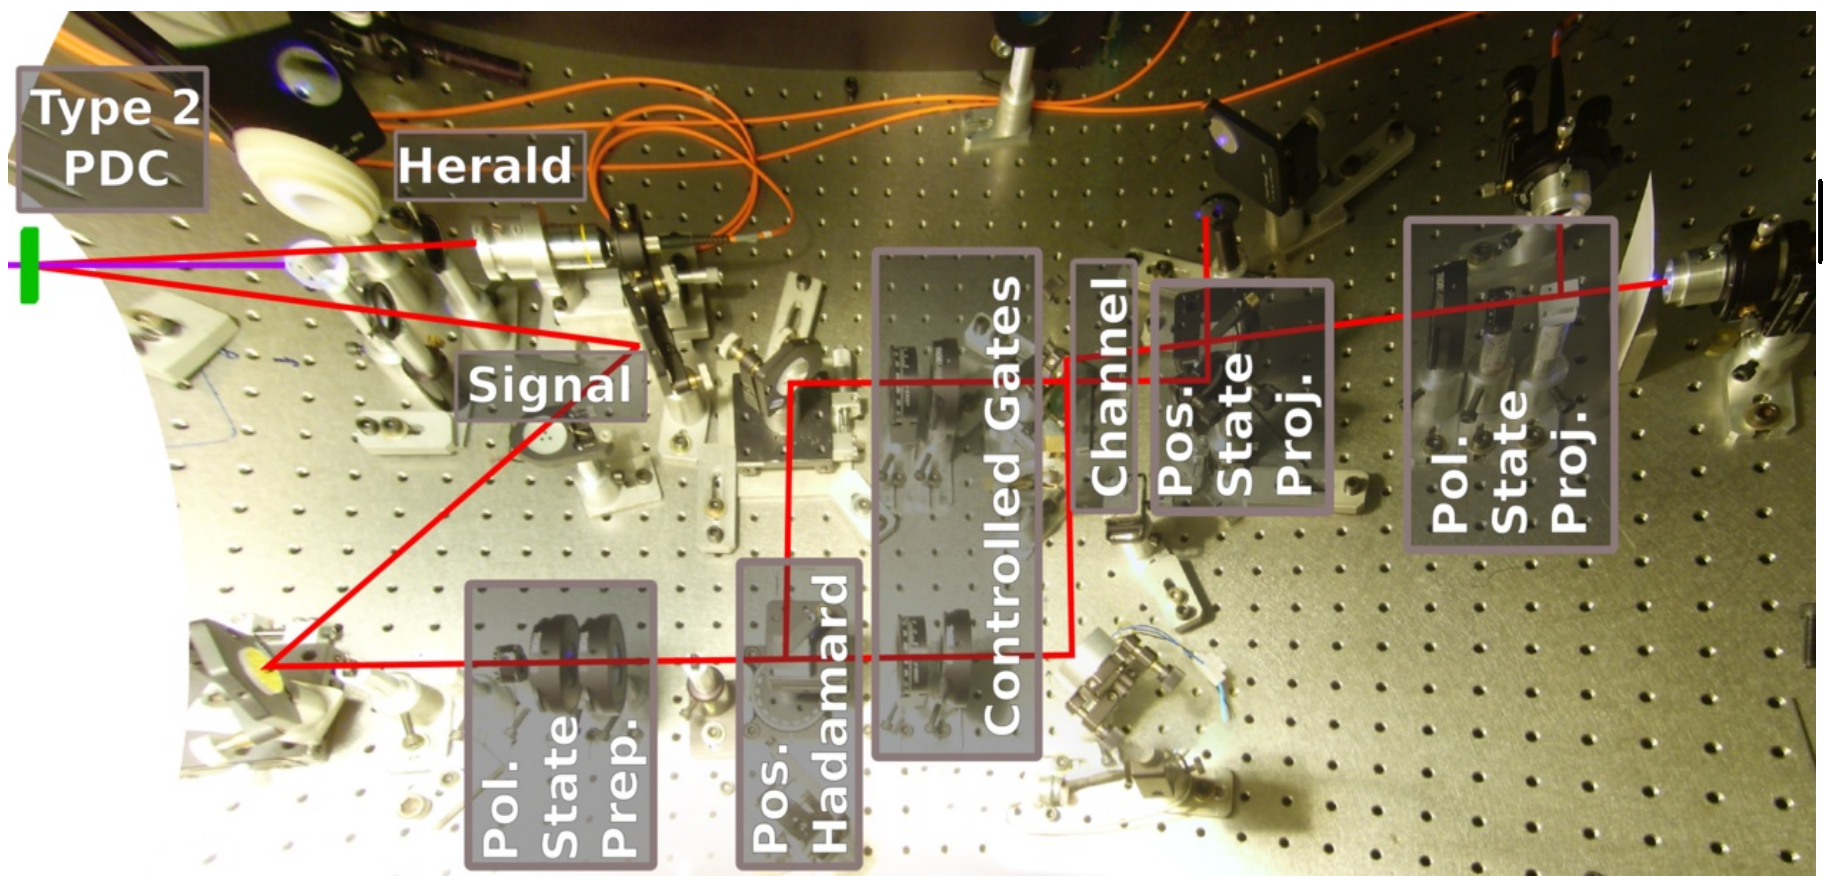 Type 2
PDC
Herald
Signal
Pol.
State
Prep.
Pos.
Hadamard
Controlled Gates
Channel
Pos.
State
Proj.
Pol.
State
Proj.